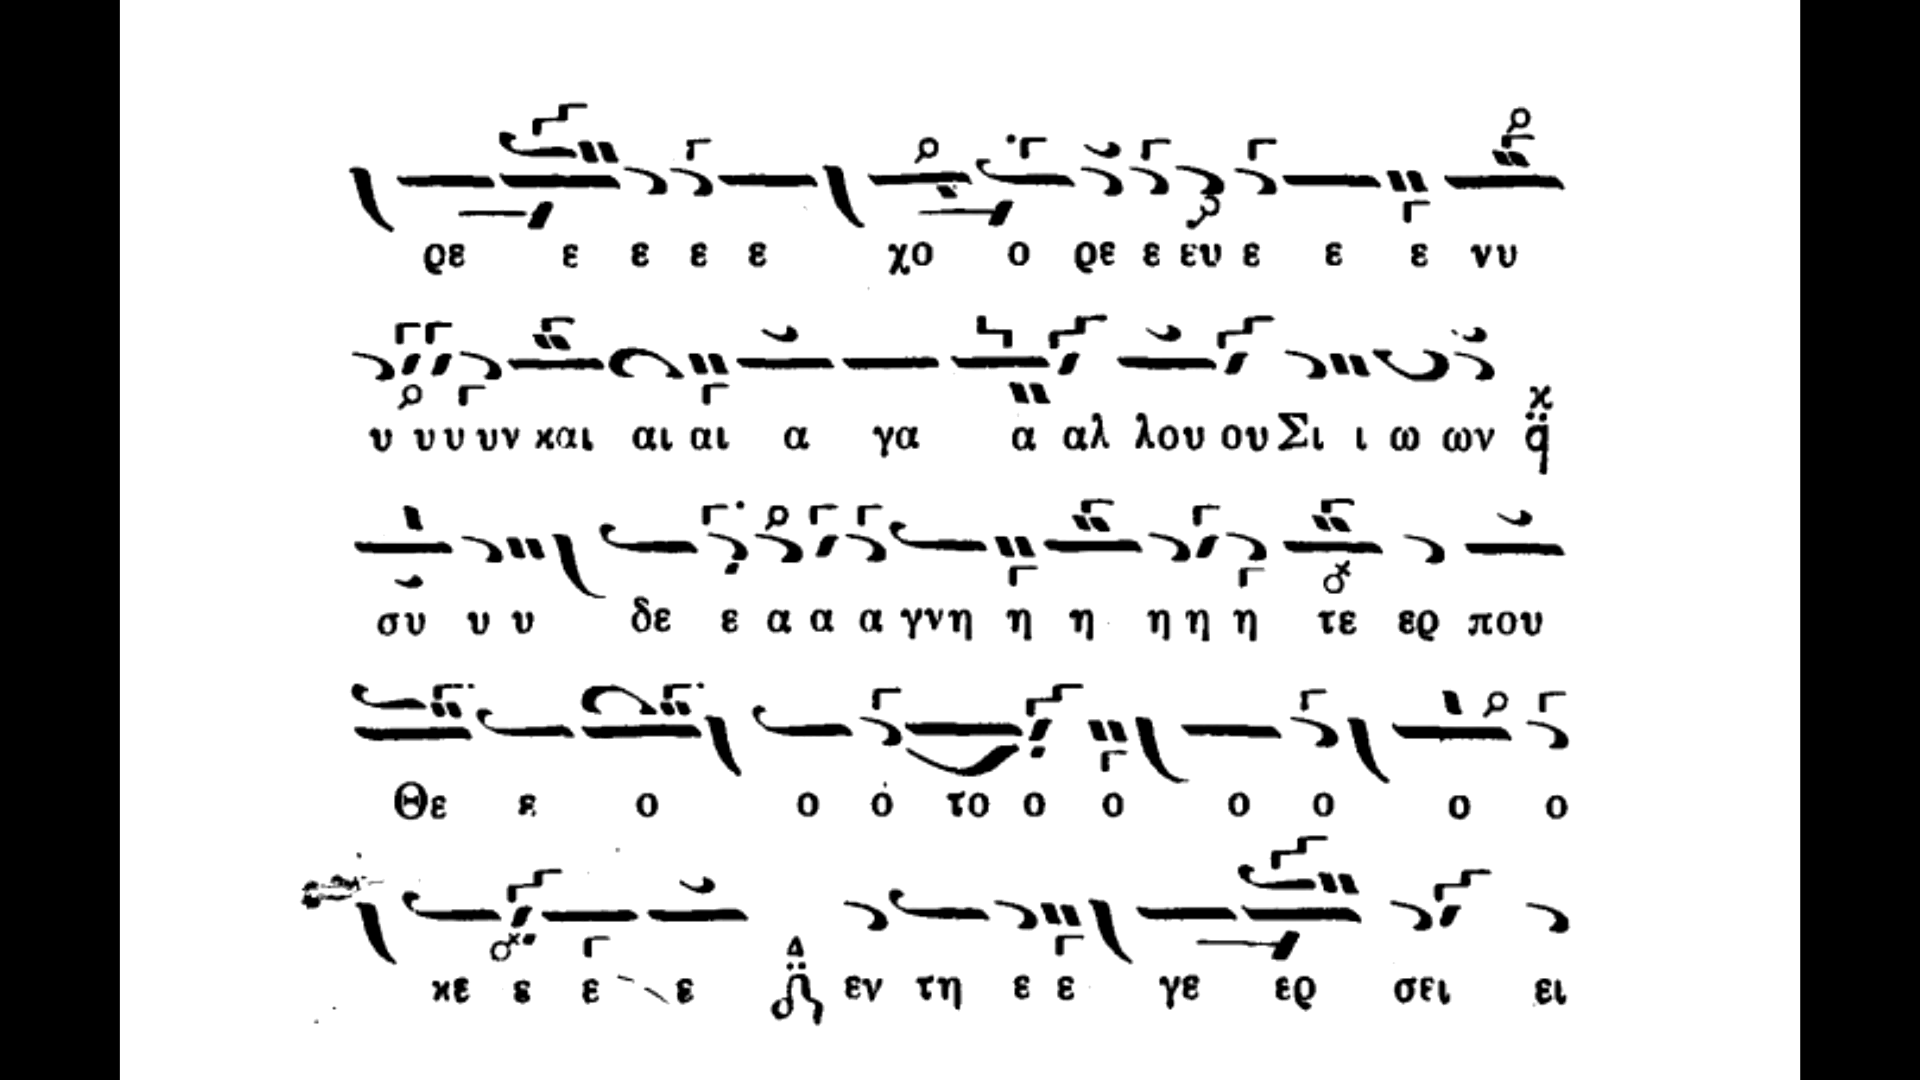 ρε ε ε ε ε χο ο ρε ε ευ ε ε ε νυ
υ υ υ υν και αι αι α γα α αλ λου ου Σι ι ω ων
συ υ υ δε ε α α α γνη η η η η η τε ερ που
Θε ε ο ο ο το ο ο ο ο ο ο
κε ε ε ε εν τη ε ε γε ερ σει ει